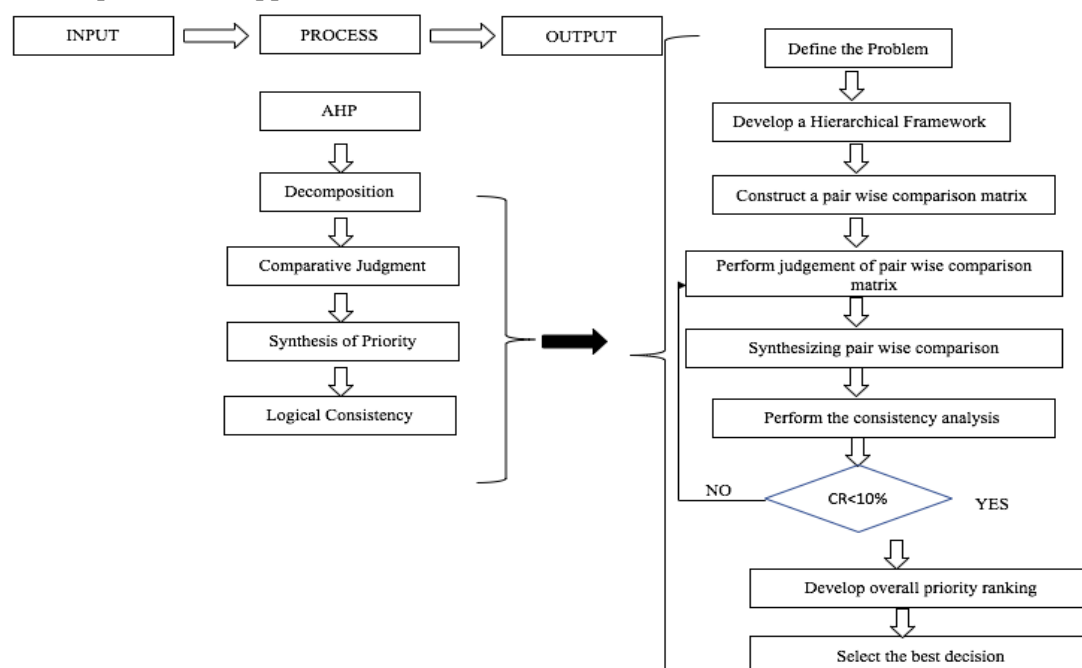 INPUT
PROCESS
OUTPUT
AHP
Decomposition
Comparative Judgment
Synthesis of Priority
Logical Consistency
Define the Problem
Develop a Hierarchical Framework
Construct a pair wise comparison matrix
Perform judgement of pair wise comparison
matrix
Synthesizing pair wise comparison
Perform the consistency analysis
NO
CR<10%
YES
Develop overall priority ranking
Select the best decision